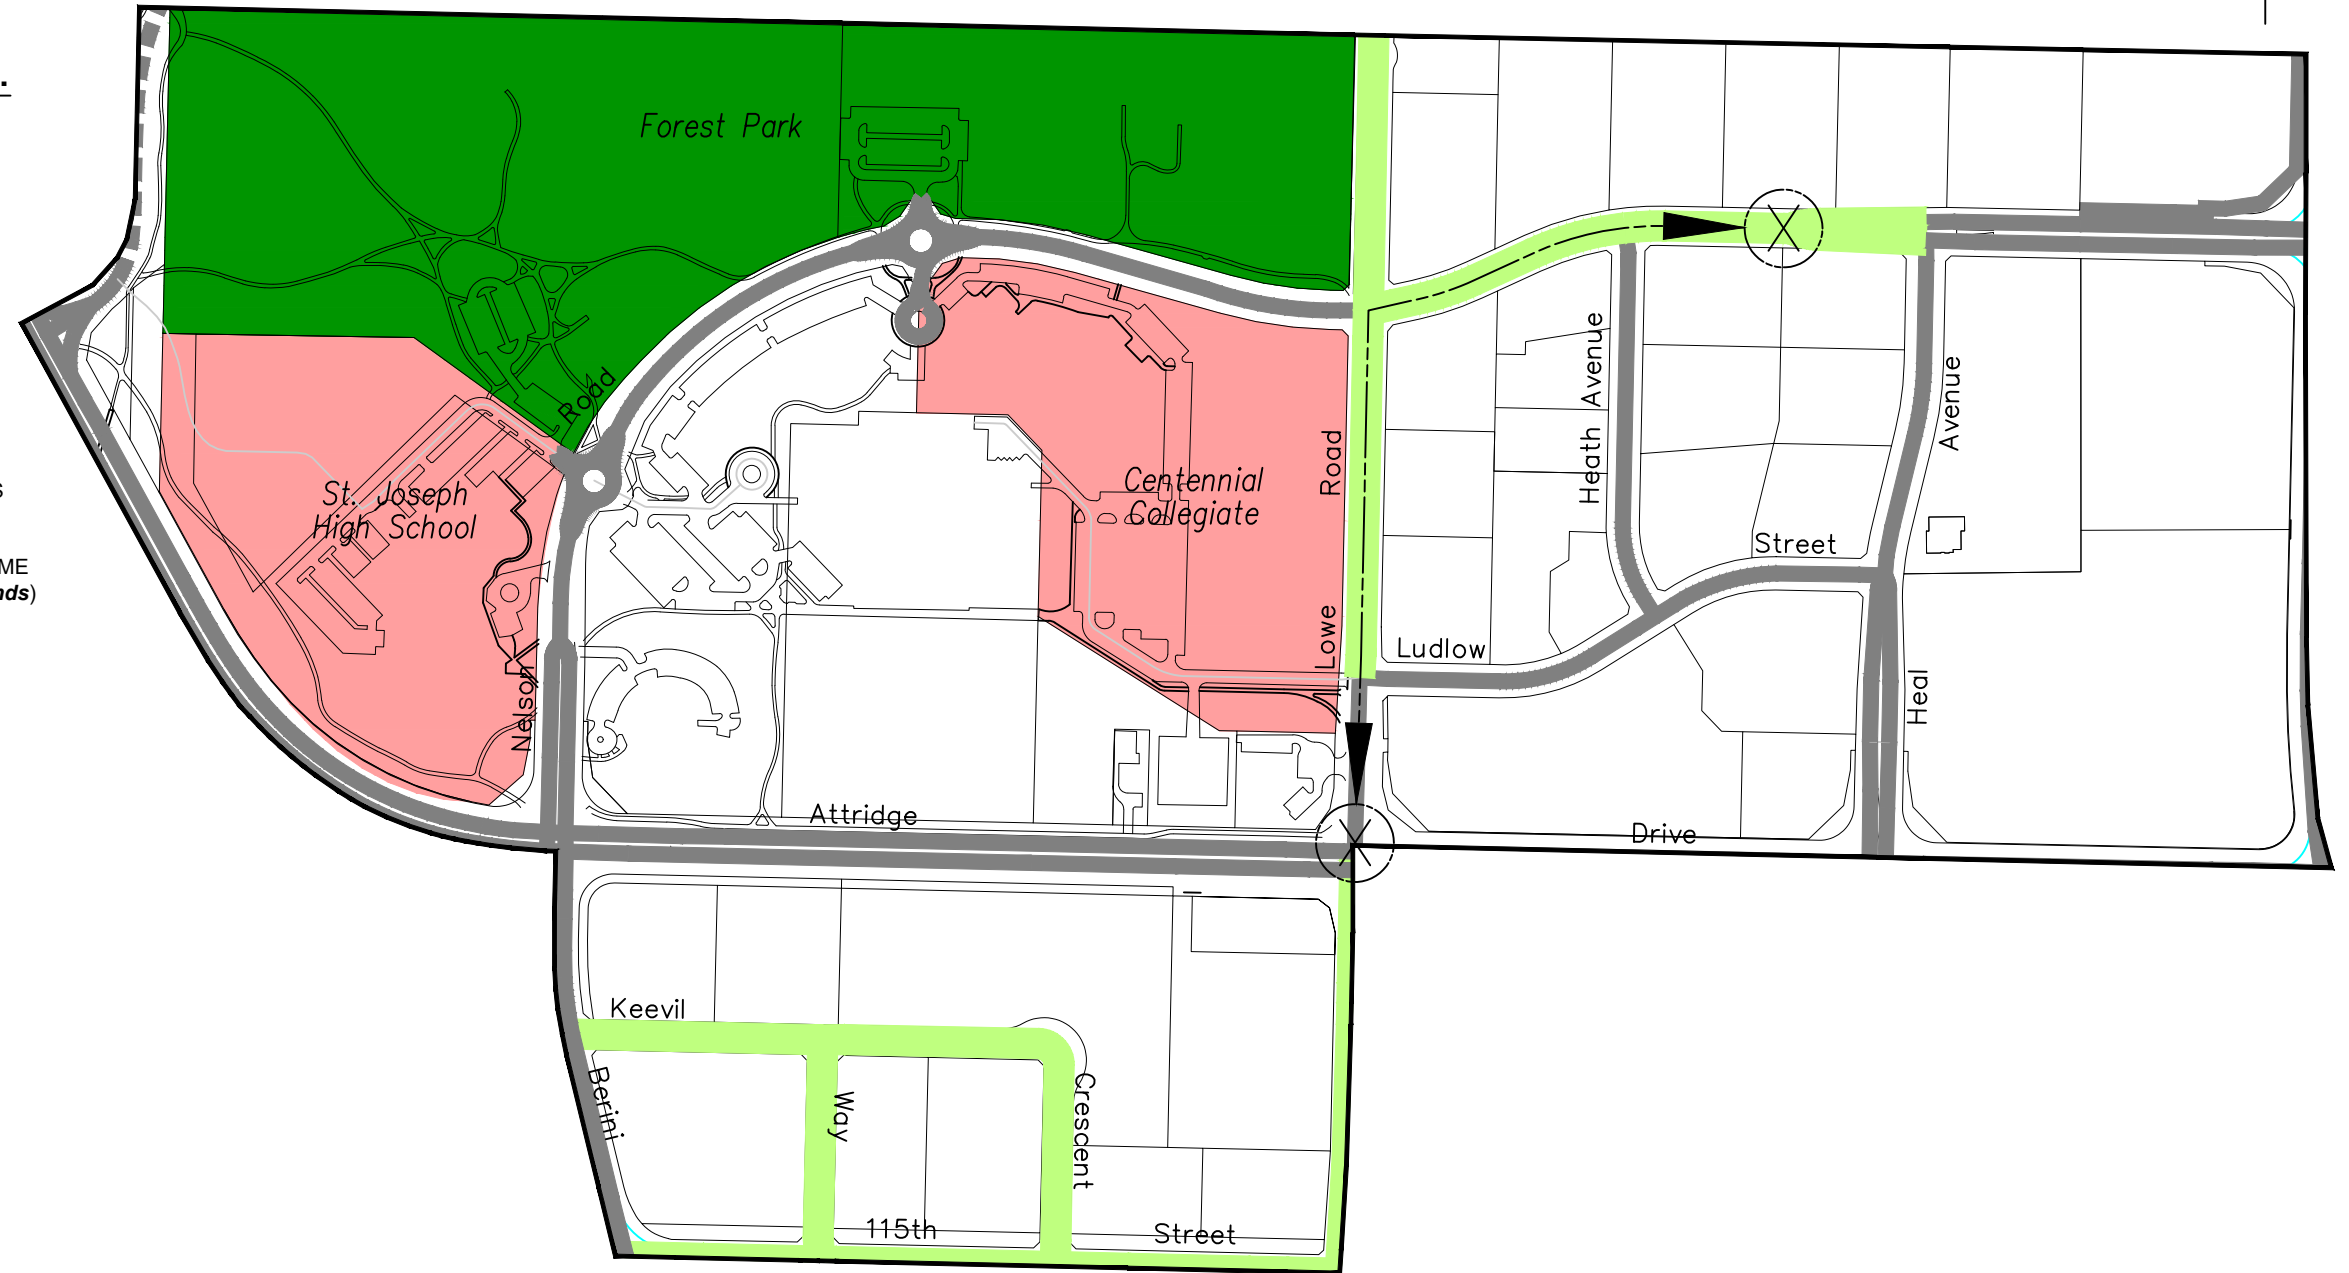 .
Forest Park
Road
St. Joseph
High School
S
ME
nds)
Centennial
Collegiate
Road
Lowe
Heath Avenue
Avenue
Street
Ludlow
Heal
Nelson
Attridge
Drive
Keevil
Berini
Way
Crescent
115th
Street